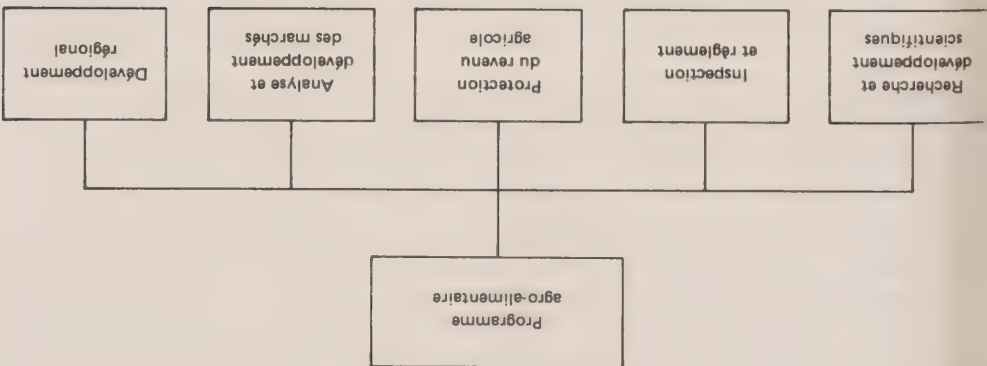 Programme
agro-alimentaire
Recherche et
développement
scientifiques
Inspection
et règlement
Protection
du revenu
agricole
Analyse et
développement
des marchés
Développement
régional